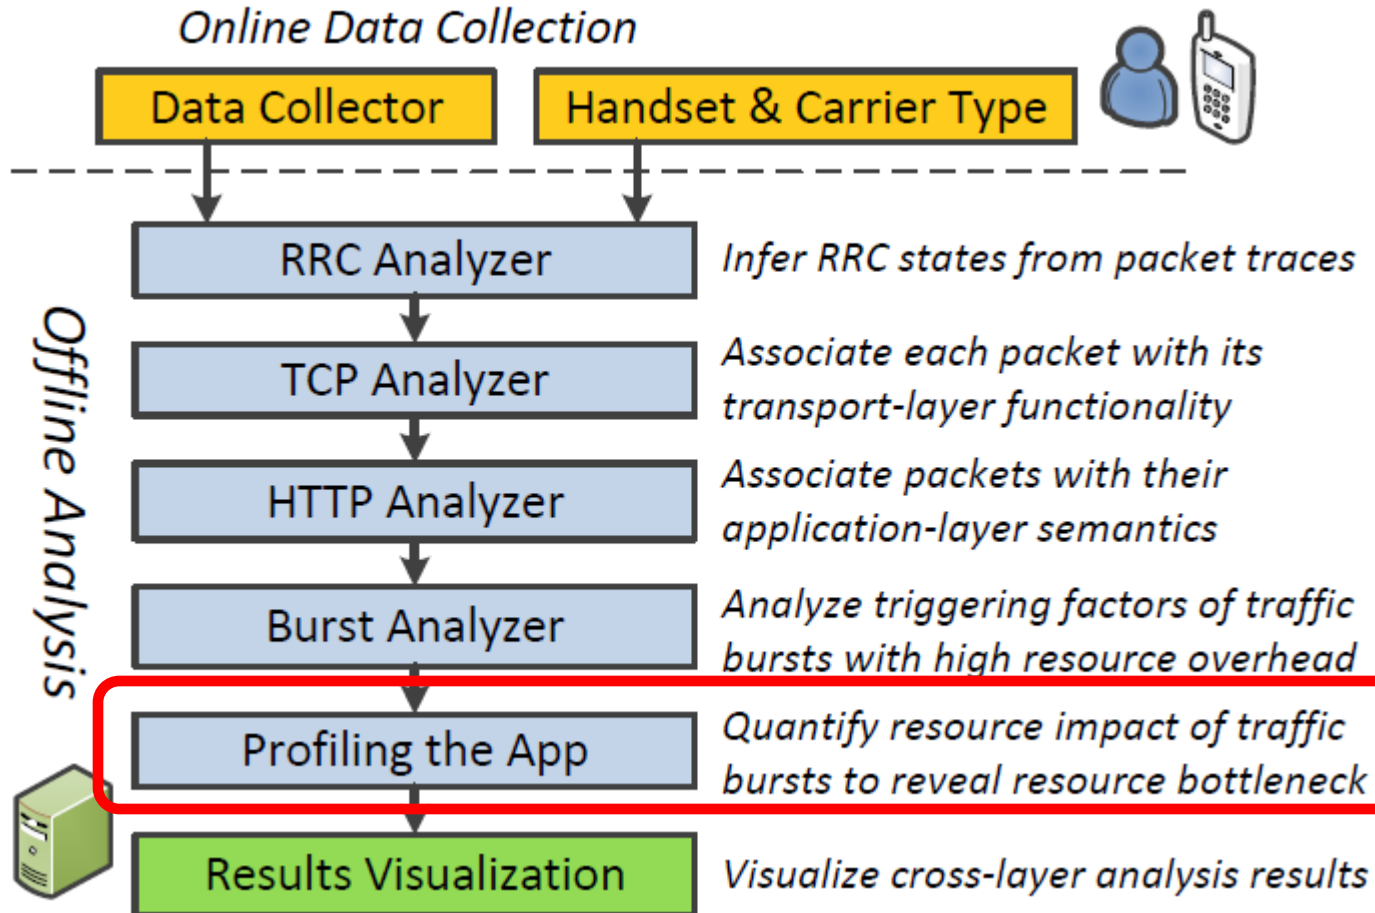 Online Data Collection
Data Collector
Handset & Carrier Type
Offline Analysis
RRC Analyzer
Infer RRC states from packet traces
TCP Analyzer
Associate each packet with its
transport-layer functionality
HTTP Analyzer
Associate packets with their
application-layer semantics
Burst Analyzer
Analyze triggering factors of traffic
bursts with high resource overhead
Profiling the App
Quantify resource impact of traffic
bursts to reveal resource bottleneck
Results Visualization
Visualize cross-layer analysis results